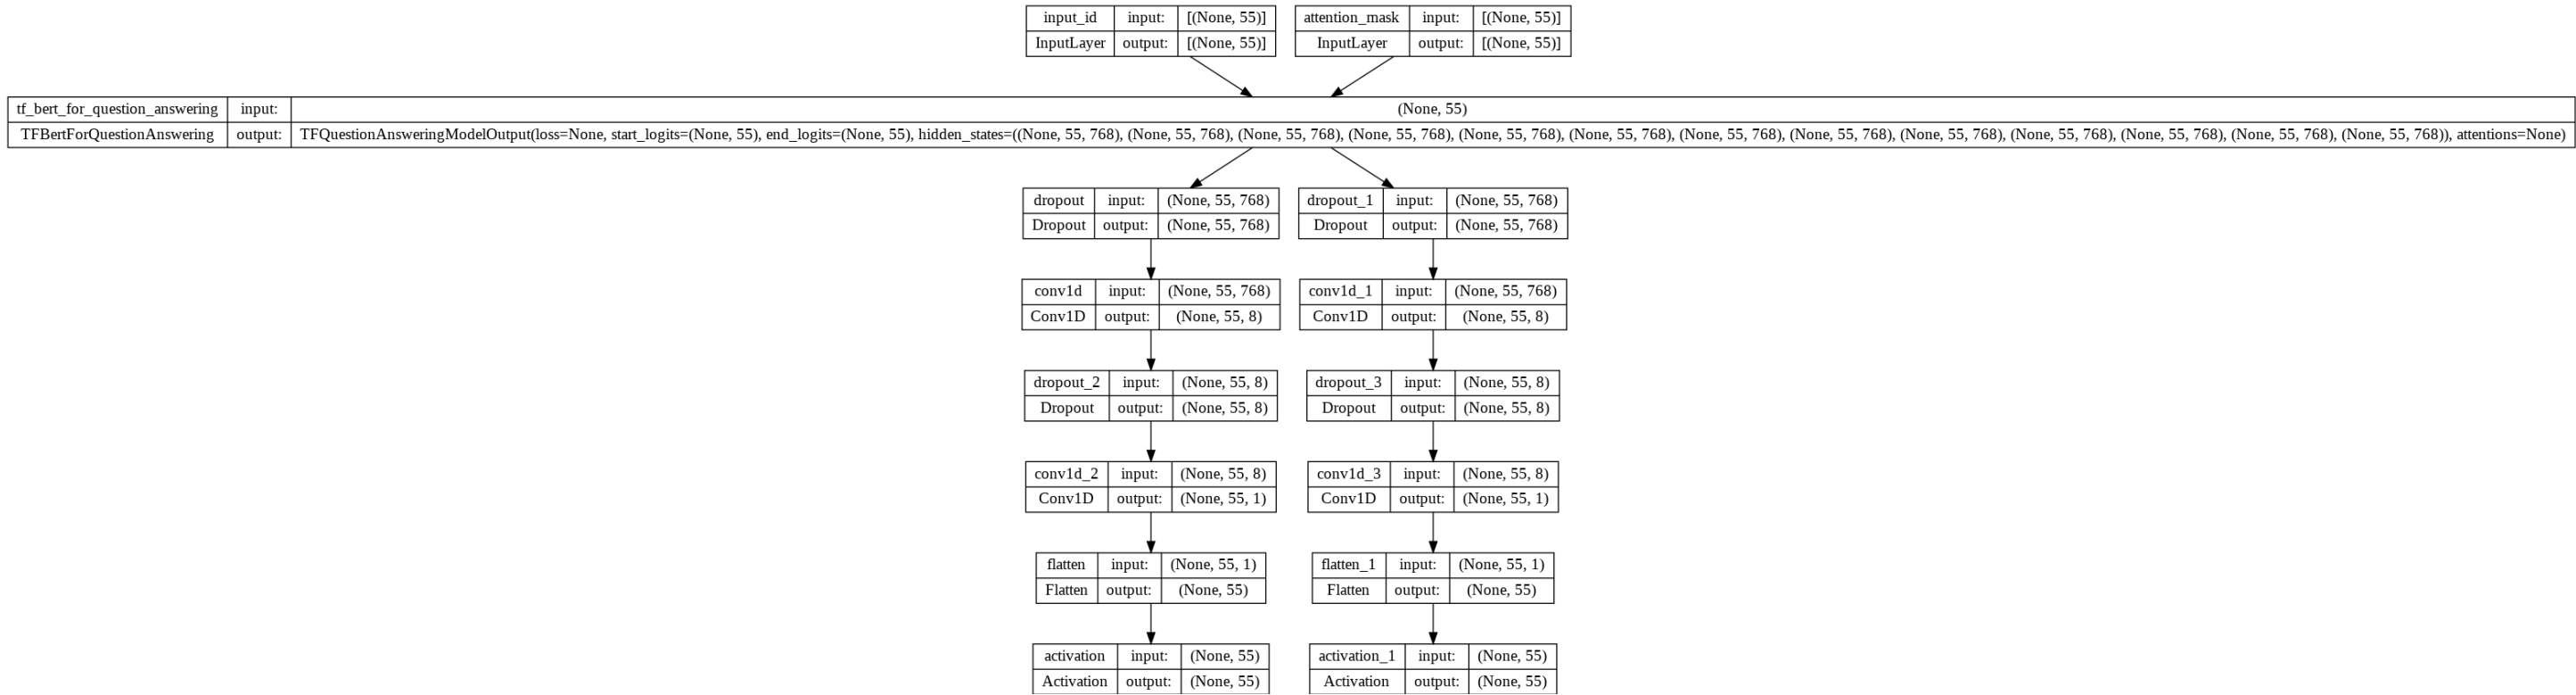 input_id input: [(None, 55)] attention_mask input: [(None, 55)]
InputLayer output: [(None, 55)] InputLayer output: [(None, 55)]
tf_bert_for_question_answering input: (None, 55)
TFBertForQuestionAnswering output: TFQuestionAnsweringModelOutput(loss=None, start_logits=(None, 55), end_logits=(None, 55), hidden_states=((None, 55, 768), (None, 55, 768), (None, 55, 768), (None, 55, 768), (None, 55, 768), (None, 55, 768), (None, 55, 768), (None, 55, 768), (None, 55, 768), (None, 55, 768), (None, 55, 768), (None, 55, 768), (None, 55, 768)), attentions=None)
dropout input: (None, 55, 768) dropout_1 input: (None, 55, 768)
Dropout output: (None, 55, 768) Dropout output: (None, 55, 768)
conv1d input: (None, 55, 768) conv1d_1 input: (None, 55, 768)
Conv1D output: (None, 55, 8) Conv1D output: (None, 55, 8)
dropout_2 input: (None, 55, 8) dropout_3 input: (None, 55, 8)
Dropout output: (None, 55, 8) Dropout output: (None, 55, 8)
conv1d_2 input: (None, 55, 8) conv1d_3 input: (None, 55, 8)
Conv1D output: (None, 55, 1) Conv1D output: (None, 55, 1)
flatten input: (None, 55, 1) flatten_1 input: (None, 55, 1)
Flatten output: (None, 55) Flatten output: (None, 55)
activation input: (None, 55) activation_1 input: (None, 55)
Activation output: (None, 55) Activation output: (None, 55)